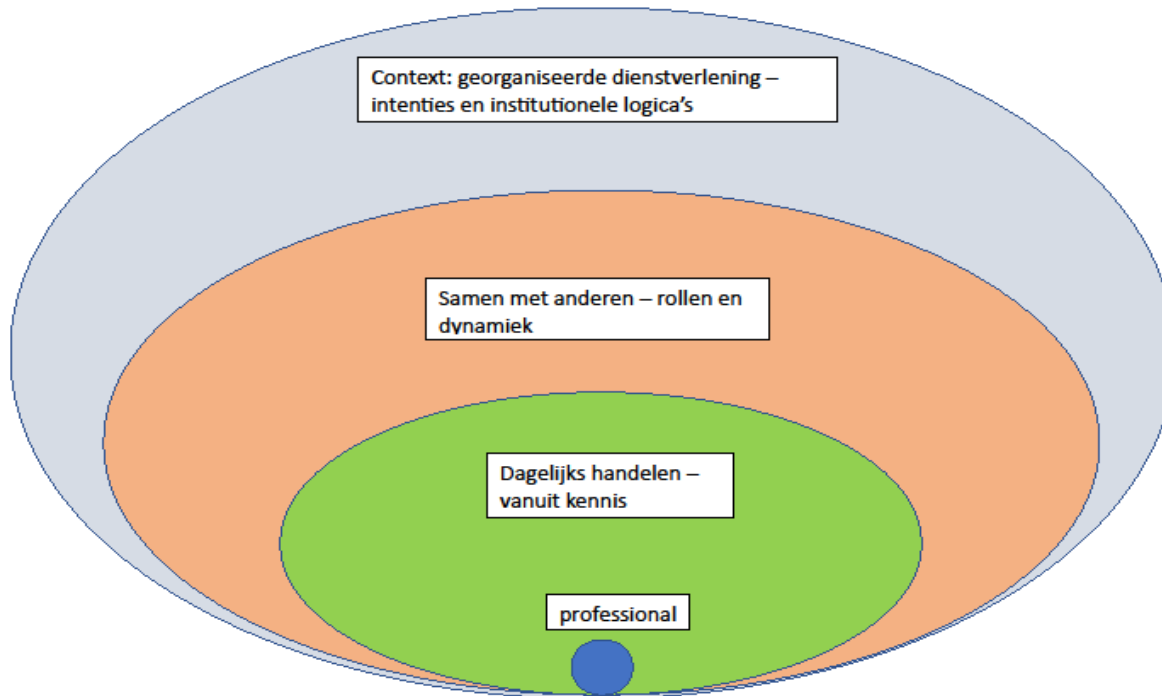 Context: georganiseerde dienstverlening –
intenties en institutionele logica’s
Samen met anderen – rollen en
dynamiek
Dagelijks handelen –
vanuit kennis
professional